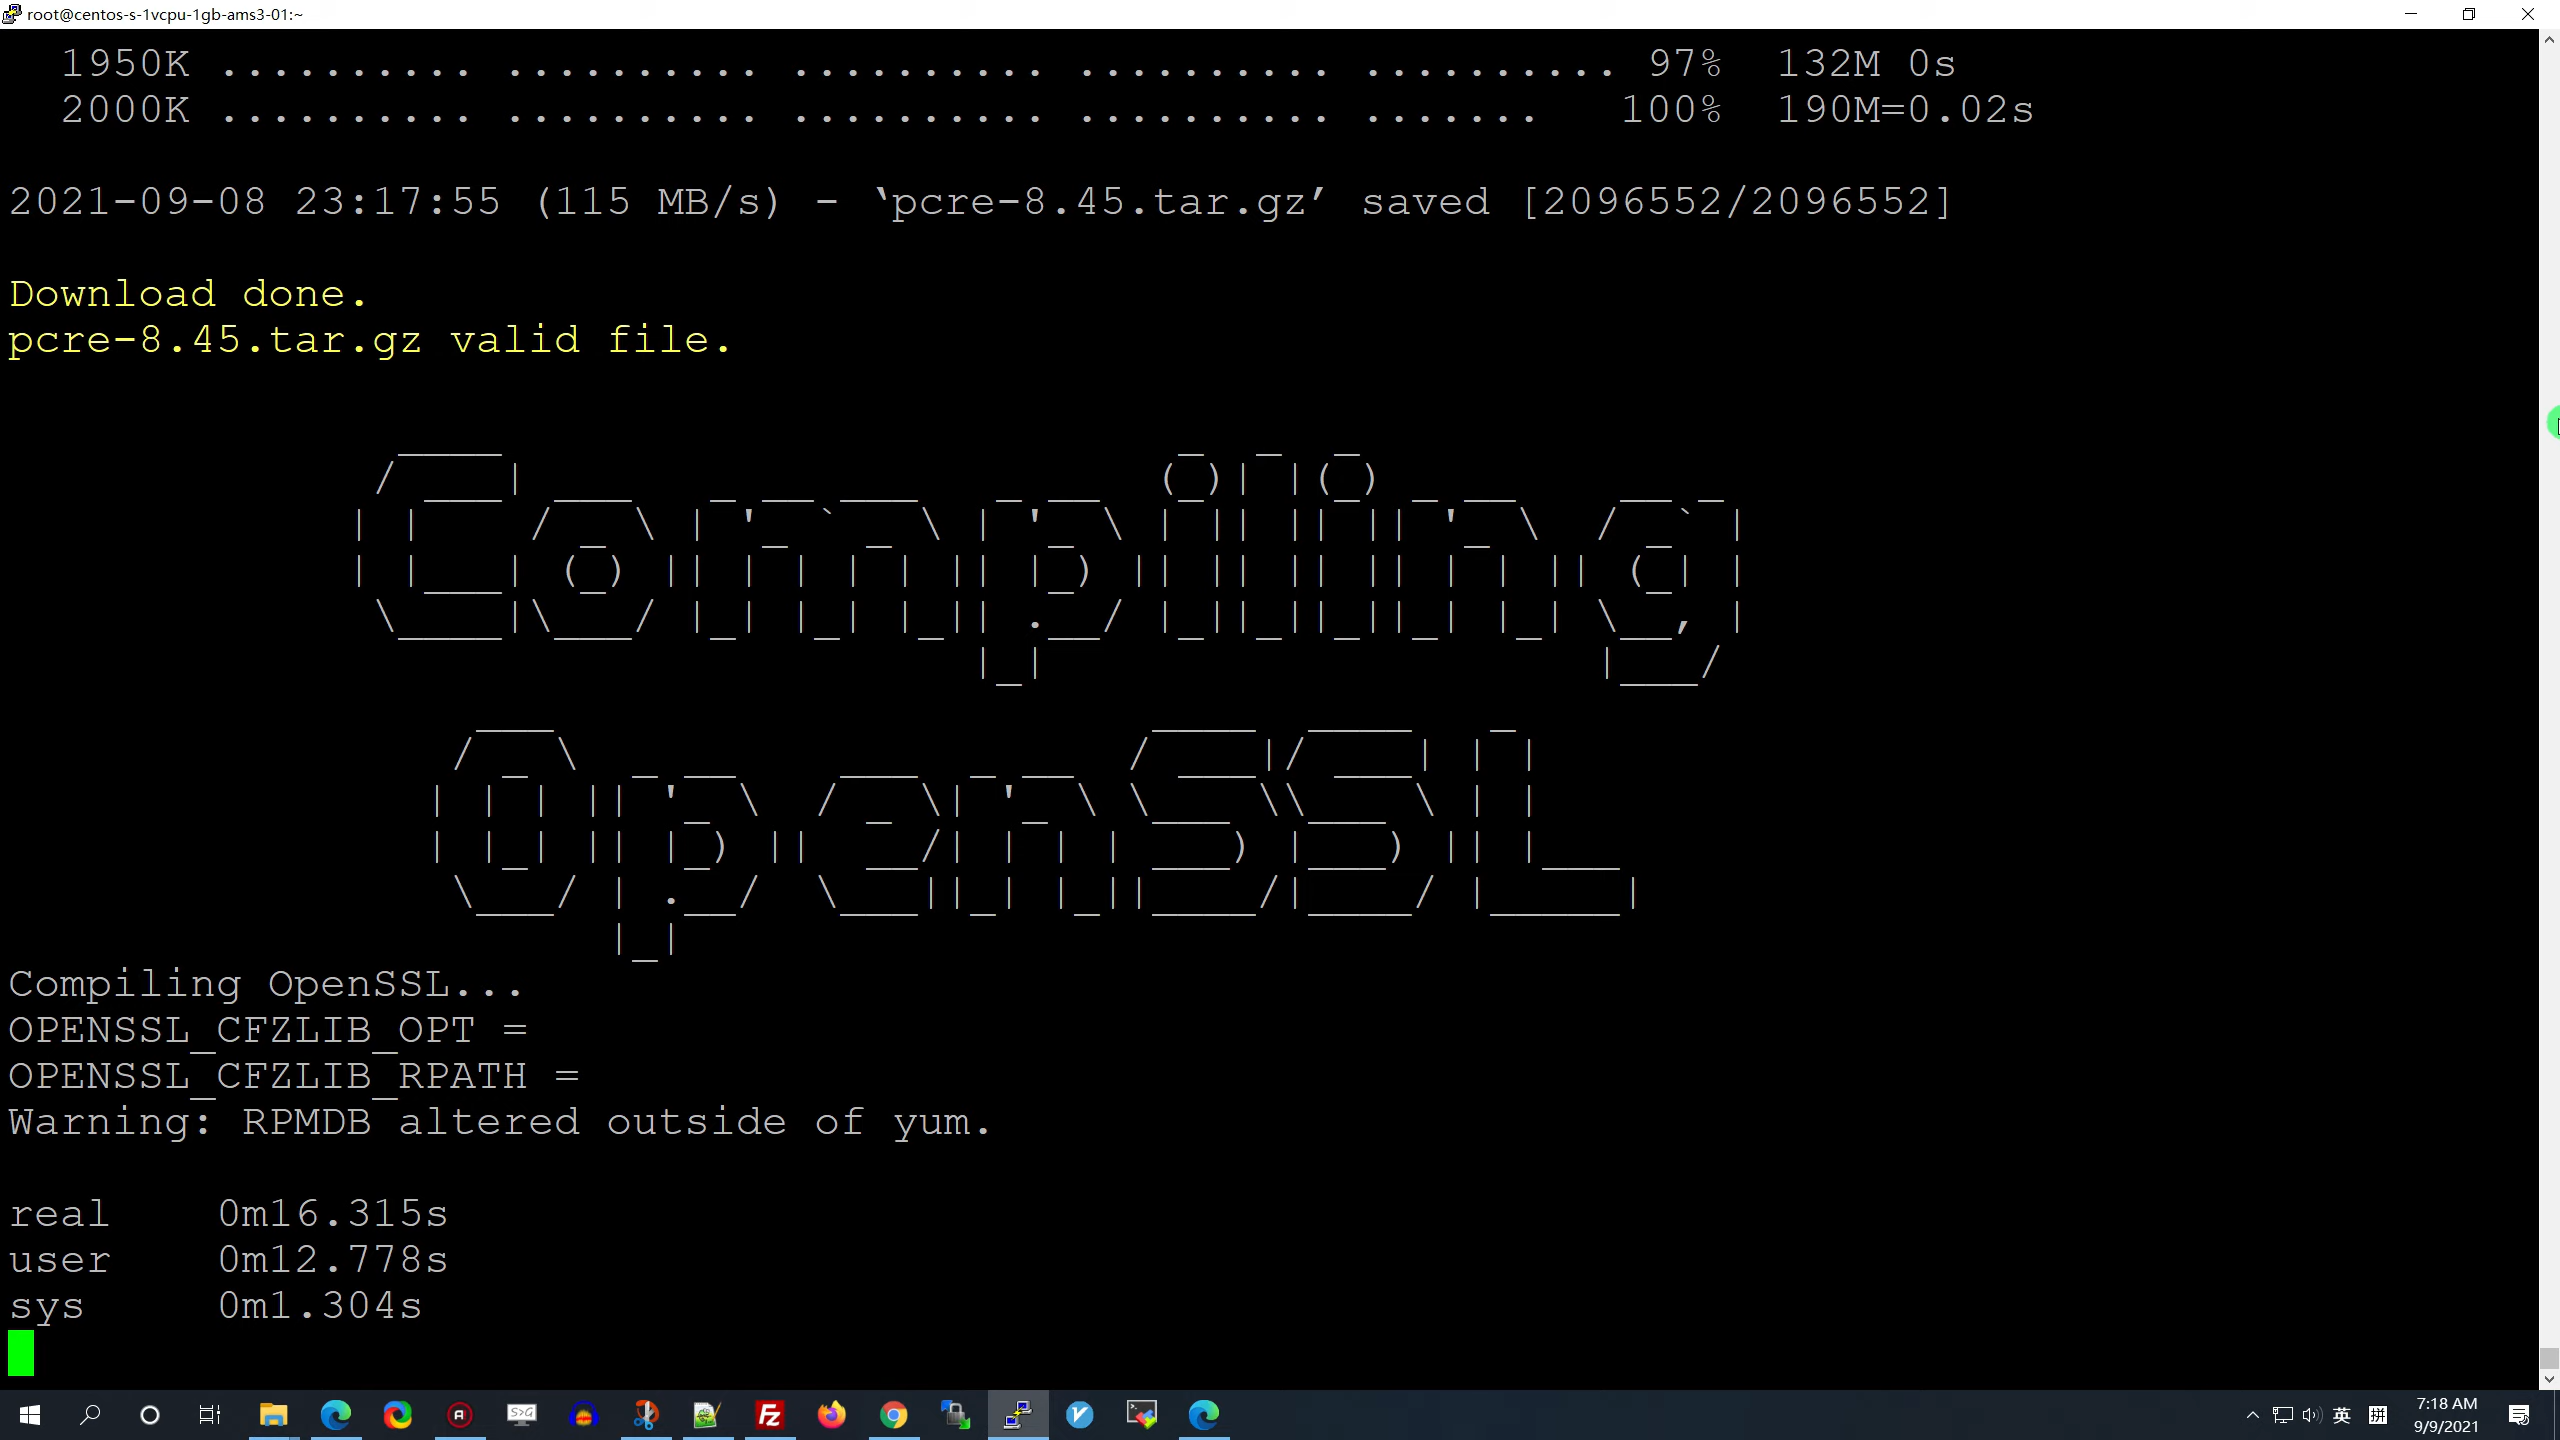 root@centos-s-1vcpu-1gb-ams3-01:~
1950K .......... .......... .......... .......... .......... 97% 132M 0s
2000K .......... .......... .......... .......... ....... 100% 190M=0.02s
2021-09-08 23:17:55 (115 MB/s) - ‘pcre-8.45.tar.gz’ saved [2096552/2096552]
Download done.
pcre-8.45.tar.gz valid file.
Compiling
OpenSSL
Compiling OpenSSL...
OPENSSL_CFZLIB_OPT =
OPENSSL_CFZLIB_RPATH =
Warning: RPMDB altered outside of yum.
real 0m16.315s
user 0m12.778s
sys 0m1.304s
S>G
Fz
英
拼
7:18 AM
9/9/2021